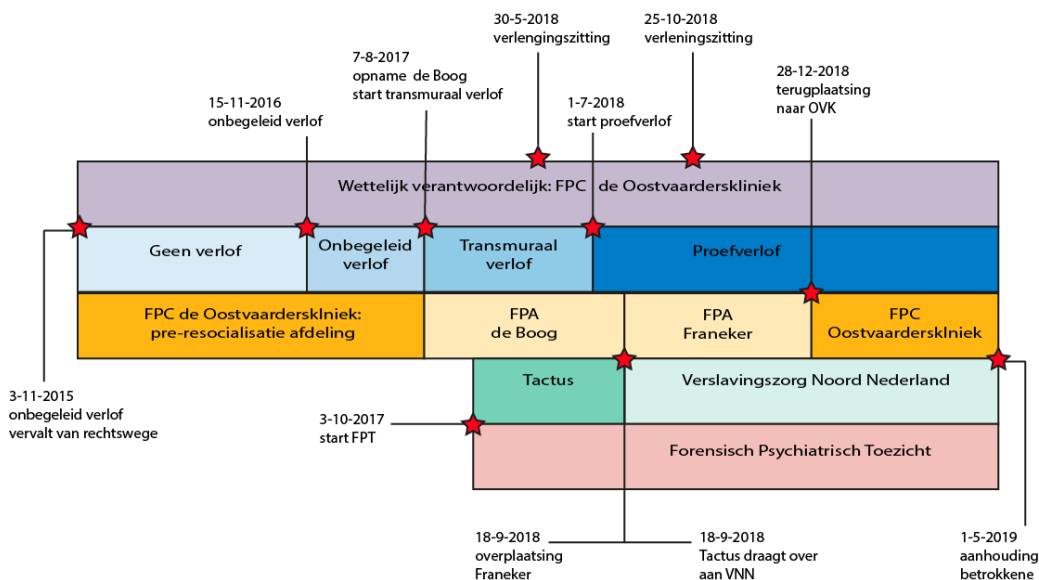 30-5-2018
verlengingszitting
25-10-2018
verleningszitting
7-8-2017
opname de Boog
start transmuraal verlof
28-12-2018
terugplaatsing
naar OVK
15-11-2016
onbegeleid verlof
1-7-2018
start proefverlof
Wettelijk verantwoordelijk: FPC de Oostvaarderskliniek
Geen verlof
Onbegeleid
verlof
Transmuraal
verlof
Proefverlof
FPC de Oostvaardersklniek:
pre-resocialisatie afdeling
FPA
de Boog
FPA
Franeker
FPC
Oostvaardersklniek
Tactus
Verslavingszorg Noord Nederland
3-11-2015
onbegeleid verlof
vervalt van rechtswege
3-10-2017
start FPT
Forensisch Psychiatrisch Toezicht
18-9-2018
overplaatsing
Franeker
18-9-2018
Tactus draagt over
aan VNN
1-5-2019
aanhouding
betrokkene